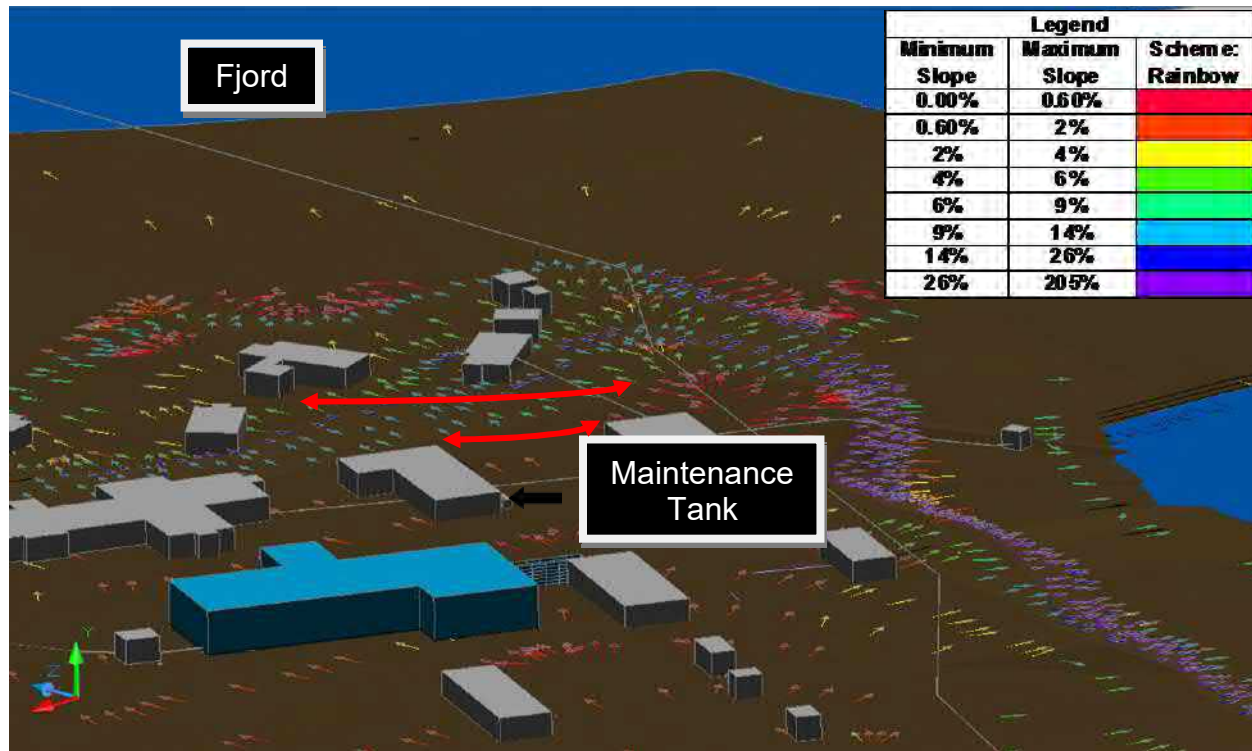 Fjord
Legend
Minimum Slope Maximum Slope Scheme: Rainbow
0.00% 0.60%
0.60% 2%
2% 4%
4% 6%
6% 9%
9% 14%
14% 26%
26% 205%
Maintenance
Tank
Y
Z